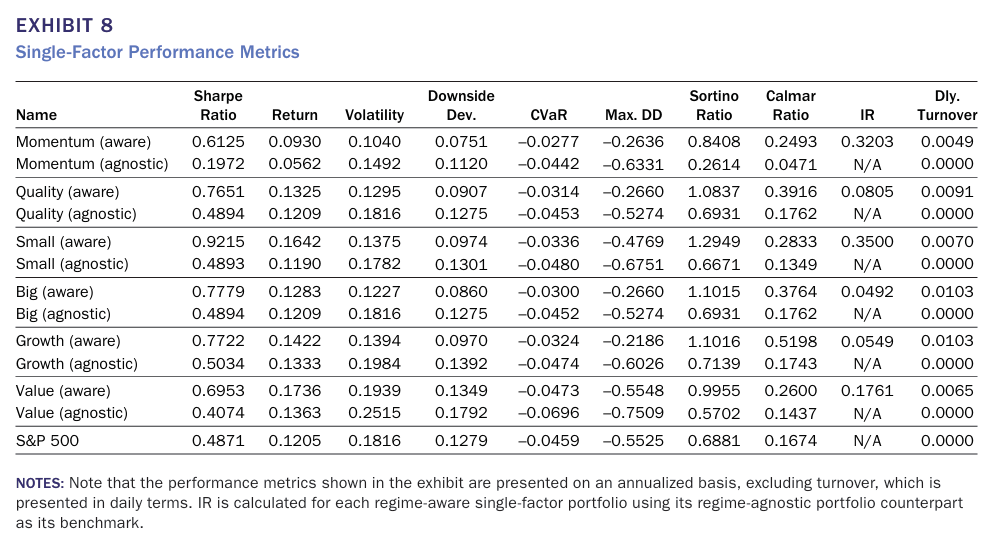 EXHIBIT 8
Single-Factor Performance Metrics
Name Sharpe Ratio Return Volatility Downside Dev. CVaR Max. DD Sortino Ratio Calmar Ratio IR Dly. Turnover
Momentum (aware) 0.6125 0.0930 0.1040 0.0751 –0.0277 –0.2636 0.8408 0.2493 0.3203 0.0049
Momentum (agnostic) 0.1972 0.0562 0.1492 0.1120 –0.0442 –0.6331 0.2614 0.0471 N/A 0.0000
Quality (aware) 0.7651 0.1325 0.1295 0.0907 –0.0314 –0.2660 1.0837 0.3916 0.0805 0.0091
Quality (agnostic) 0.4894 0.1209 0.1816 0.1275 –0.0453 –0.5274 0.6931 0.1762 N/A 0.0000
Small (aware) 0.9215 0.1642 0.1375 0.0974 –0.0336 –0.4769 1.2949 0.2833 0.3500 0.0070
Small (agnostic) 0.4893 0.1190 0.1782 0.1301 –0.0480 –0.6751 0.6671 0.1349 N/A 0.0000
Big (aware) 0.7779 0.1283 0.1227 0.0860 –0.0300 –0.2660 1.1015 0.3764 0.0492 0.0103
Big (agnostic) 0.4894 0.1209 0.1816 0.1275 –0.0452 –0.5274 0.6931 0.1762 N/A 0.0000
Growth (aware) 0.7722 0.1422 0.1394 0.0970 –0.0324 –0.2186 1.1016 0.5198 0.0549 0.0103
Growth (agnostic) 0.5034 0.1333 0.1984 0.1392 –0.0474 –0.6026 0.7139 0.1743 N/A 0.0000
Value (aware) 0.6953 0.1736 0.1939 0.1349 –0.0473 –0.5548 0.9955 0.2600 0.1761 0.0065
Value (agnostic) 0.4074 0.1363 0.2515 0.1792 –0.0696 –0.7509 0.5702 0.1437 N/A 0.0000
S&P 500 0.4871 0.1205 0.1816 0.1279 –0.0459 –0.5525 0.6881 0.1674 N/A 0.0000
NOTES: Note that the performance metrics shown in the exhibit are presented on an annualized basis, excluding turnover, which is
presented in daily terms. IR is calculated for each regime-aware single-factor portfolio using its regime-agnostic portfolio counterpart
as its benchmark.